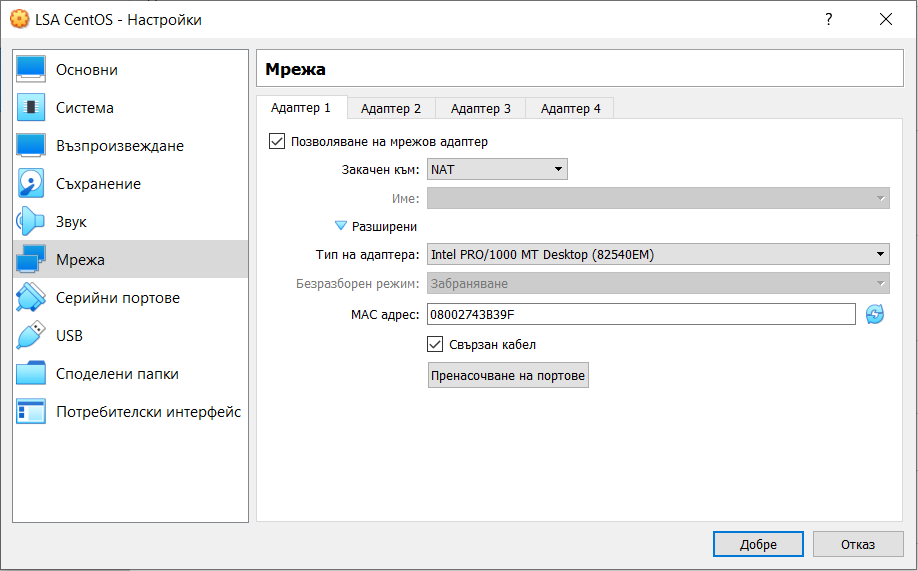 LSA CentOS - Настройки
?
Основни
Система
Възпроизвеждане
Съхранение
Звук
Мрежа
Серийни портове
USB
Споделени папки
Потребителски интерфейс
Мрежа
Адаптер 1 Адаптер 2 Адаптер 3 Адаптер 4
Позволяване на мрежов адаптер
Закачен към: NAT
Име:
Разширени
Тип на адаптера: Intel PRO/1000 MT Desktop (82540EM)
Безразборен режим: Забраняване
МАС адрес: 08002743B39F
Свързан кабел
Пренасочване на портове
Добре Отказ